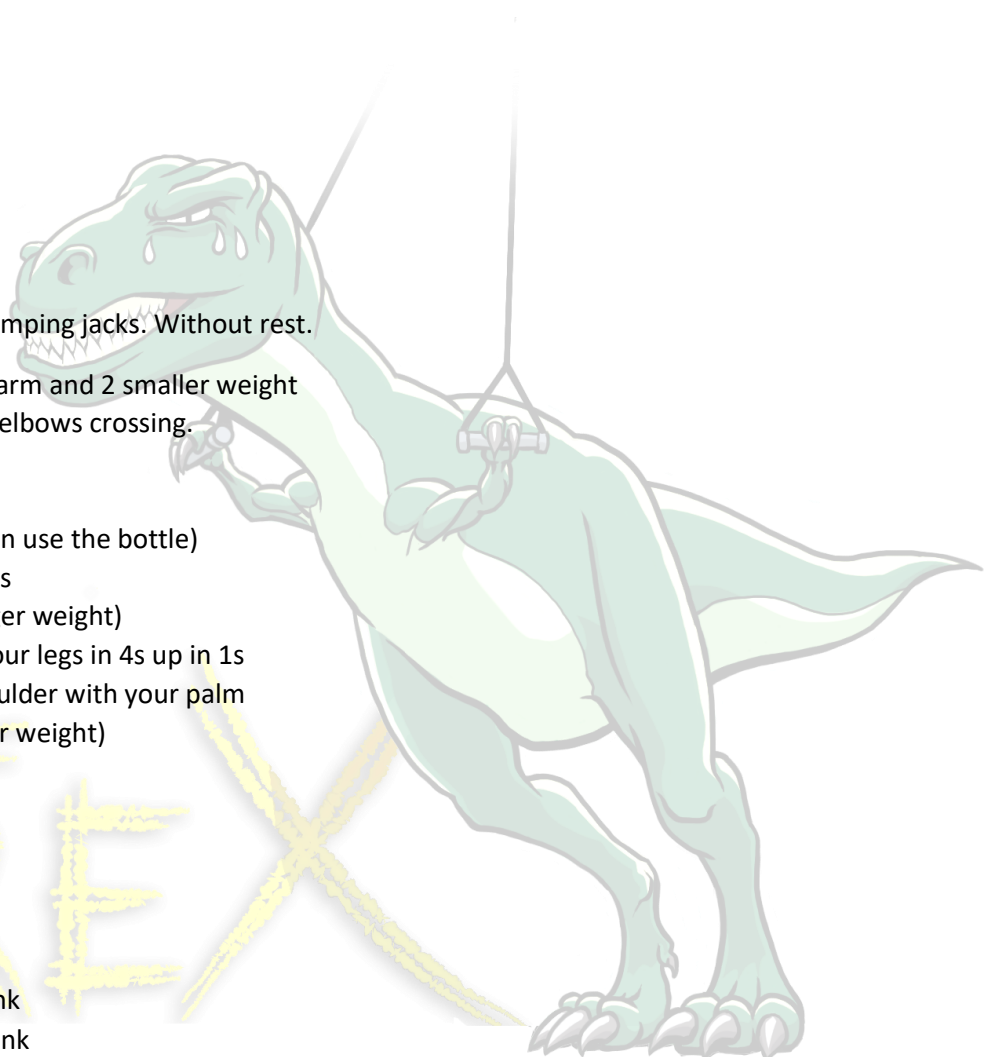 mping jacks. Without rest.
arm and 2 smaller weight
elbows crossing.
n use the bottle)
s
er weight)
our legs in 4s up in 1s
ulder with your palm
r weight)
EX
nk
nk